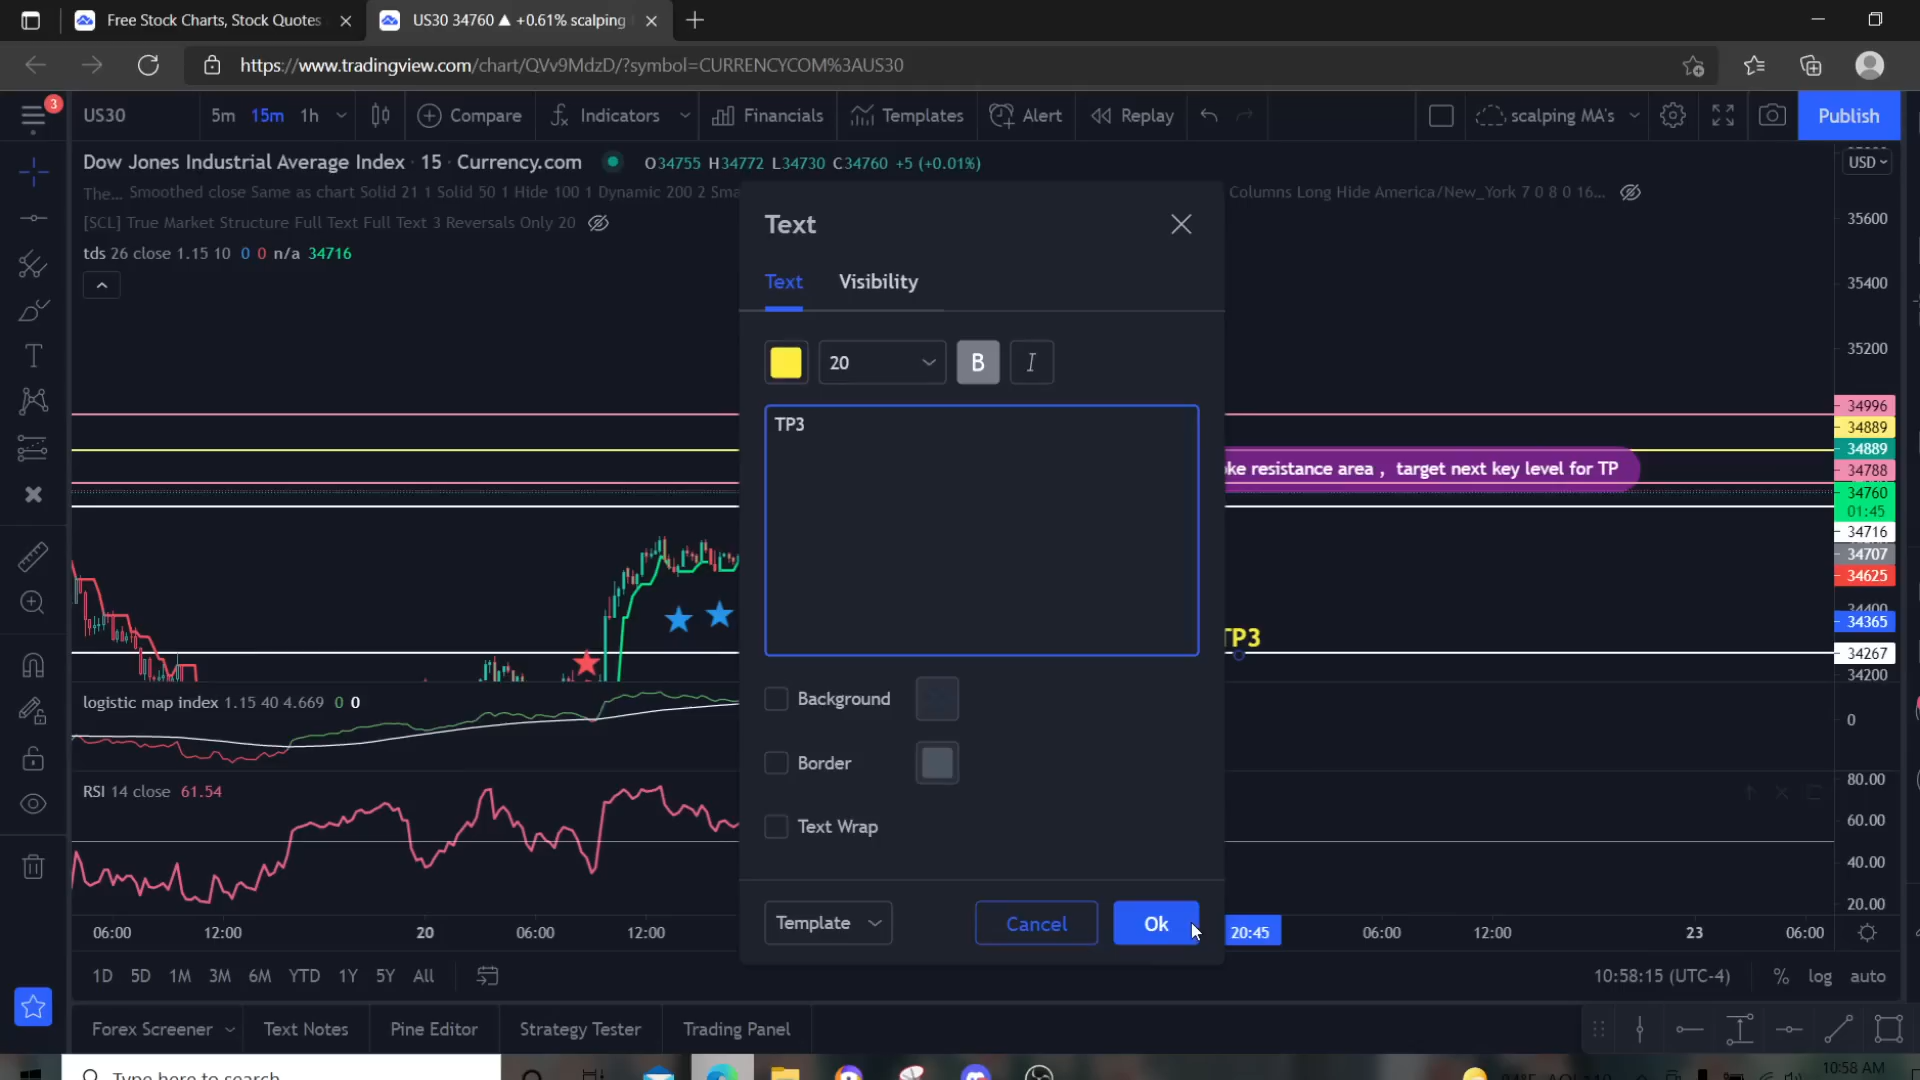 Free Stock Charts, Stock Quotes
US30 34760 ▲ +0.61% scalping
https://www.tradingview.com/chart/QVv9MdzD/?symbol=CURRENCYCOM%3AUS30
3
US30
5m 15m 1h
Compare
Indicators
Financials
Templates
Alert
Replay
scalping MA's
Publish
Dow Jones Industrial Average Index · 15 · Currency.com
O34755 H34772 L34730 C34760 +5 (+0.01%)
USD
The... Smoothed close Same as chart Solid 21 1 Solid 50 1 Hide 100 1 Dynamic 200 2 Sma
Columns Long Hide America/New_York 7 0 8 0 16...
[SCL] True Market Structure Full Text Full Text 3 Reversals Only 20
tds 26 close 1.15 10 0 0 n/a 34716
Text
Text
Visibility
20
B
I
TP3
Background
Border
Text Wrap
Template
Cancel
Ok
resistance area , target next key level for TP
TP3
35600
35400
35200
34996
34889
34889
34788
34760
01:45
34716
34707
34625
34400
34365
34267
34200
logistic map index 1.15 40 4.669 0 0
0
RSI 14 close 61.54
80.00
60.00
40.00
20.00
06:00
12:00
20
06:00
12:00
20:45
06:00
12:00
23
06:00
1D 5D 1M 3M 6M YTD 1Y 5Y All
10:58:15 (UTC-4)
%
log
auto
Forex Screener
Text Notes
Pine Editor
Strategy Tester
Trading Panel
Type here to search
10:58 AM